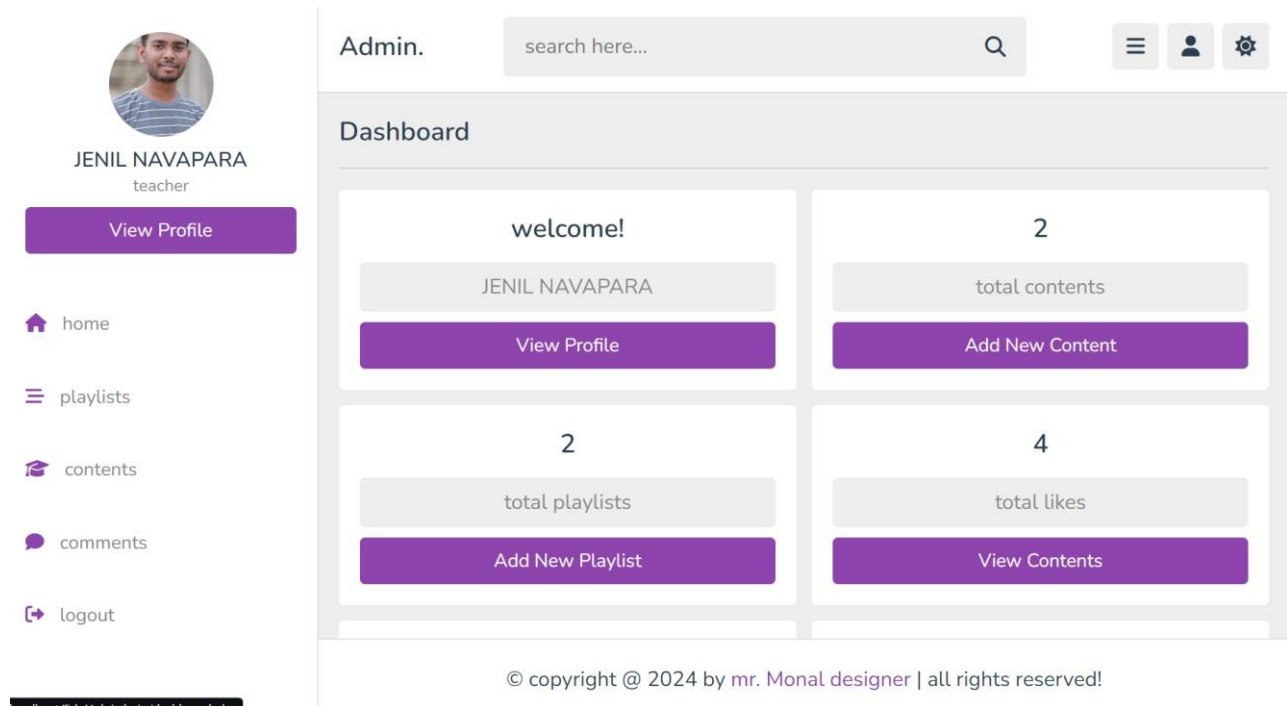 JENIL NAVAPARA
teacher
View Profile
home
playlists
contents
comments
logout
Admin.
search here...
Dashboard
welcome!
JENIL NAVAPARA
View Profile
2
total contents
Add New Content
2
total playlists
Add New Playlist
4
total likes
View Contents
© copyright @ 2024 by mr. Monal designer | all rights reserved!